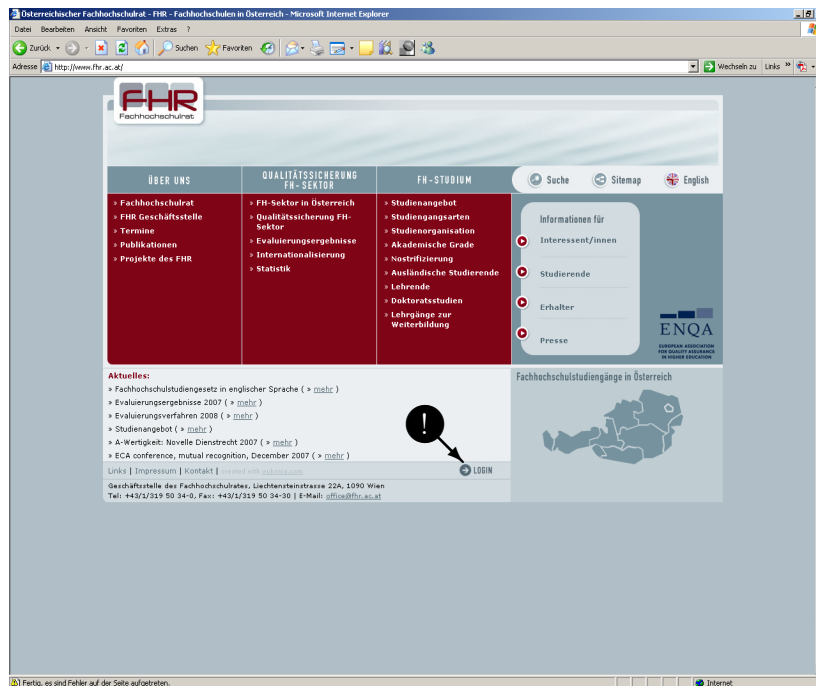 Österreichischer Fachhochschulrat - FHR - Fachhochschulen in Österreich - Microsoft Internet Explorer
Datei Bearbeiten Ansicht Favoriten Extras ?
Zurück Suchen Favoriten
Adresse http://www.fhr.ac.at/ Wechseln zu Links »
FHR
Fachhochschulrat
ÜBER UNS
QUALITÄTSSICHERUNG
FH-SEKTOR
FH-STUDIUM
Suche Sitemap English
» Fachhochschulrat
» FHR Geschäftsstelle
» Termine
» Publikationen
» Projekte des FHR
» FH-Sektor in Österreich
» Qualitätssicherung FH-
Sektor
» Evaluierungsergebnisse
» Internationalisierung
» Statistik
» Studienangebot
» Studiengangsarten
» Studienorganisation
» Akademische Grade
» Nostrifizierung
» Ausländische Studierende
» Lehrende
» Doktoratsstudien
» Lehrgänge zur
Weiterbildung
Informationen für
Interessent/innen
Studierende
Erhalter
Presse
ENQA
EUROPEAN ASSOCIATION
FOR QUALITY ASSURANCE
IN HIGHER EDUCATION
Aktuelles:
» Fachhochschulstudiengesetz in englischer Sprache ( » mehr )
» Evaluierungsergebnisse 2007 ( » mehr )
» Evaluierungsverfahren 2008 ( » mehr )
» Studienangebot ( » mehr )
» A-Wertigkeit: Novelle Dienstrecht 2007 ( » mehr )
» ECA conference, mutual recognition, December 2007 ( » mehr )
Fachhochschulstudiengänge in Österreich
!
Links | Impressum | Kontakt | created with
LOGIN
Geschäftsstelle des Fachhochschulrates, Liechtensteinstrasse 22A, 1090 Wien
Tel: +43/1/319 50 34-0, Fax: +43/1/319 50 34-30 | E-Mail: office@fhr.ac.at
Fertig, es sind Fehler auf der Seite aufgetreten. Internet